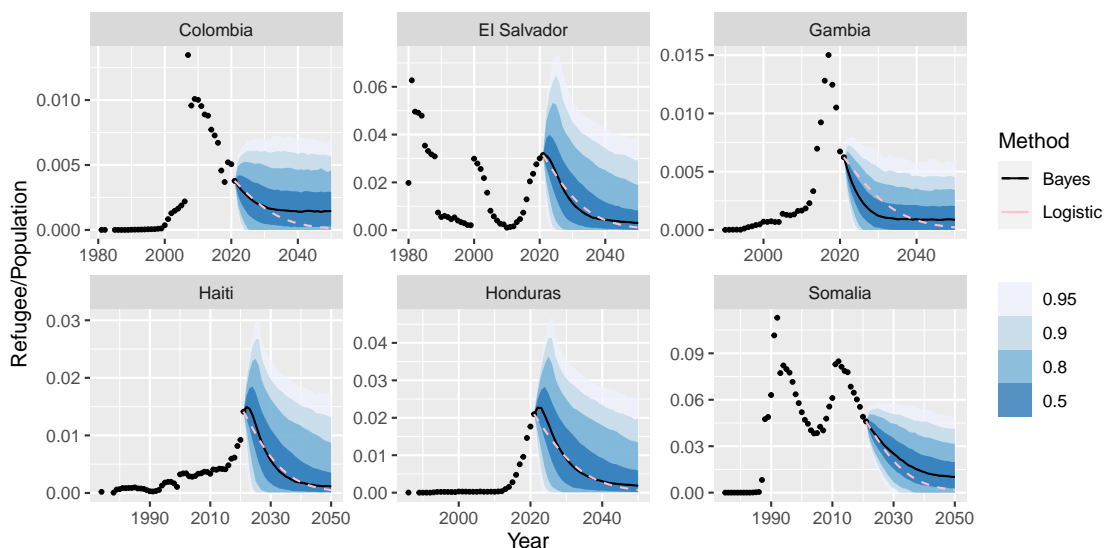 Colombia El Salvador Gambia
0.010
0.005
0.000
1980 2000 2020 2040
0.06
0.04
0.02
0.00
1980 2000 2020 2040
0.015
0.010
0.005
0.000
2000 2020 2040
Haiti Honduras Somalia
0.03
0.02
0.01
0.00
1990 2010 2030 2050
0.04
0.03
0.02
0.01
0.00
2000 2020 2040
0.09
0.06
0.03
0.00
1990 2010 2030 2050
Refugee/Population
Year
Method
Bayes
Logistic
0.95
0.9
0.8
0.5